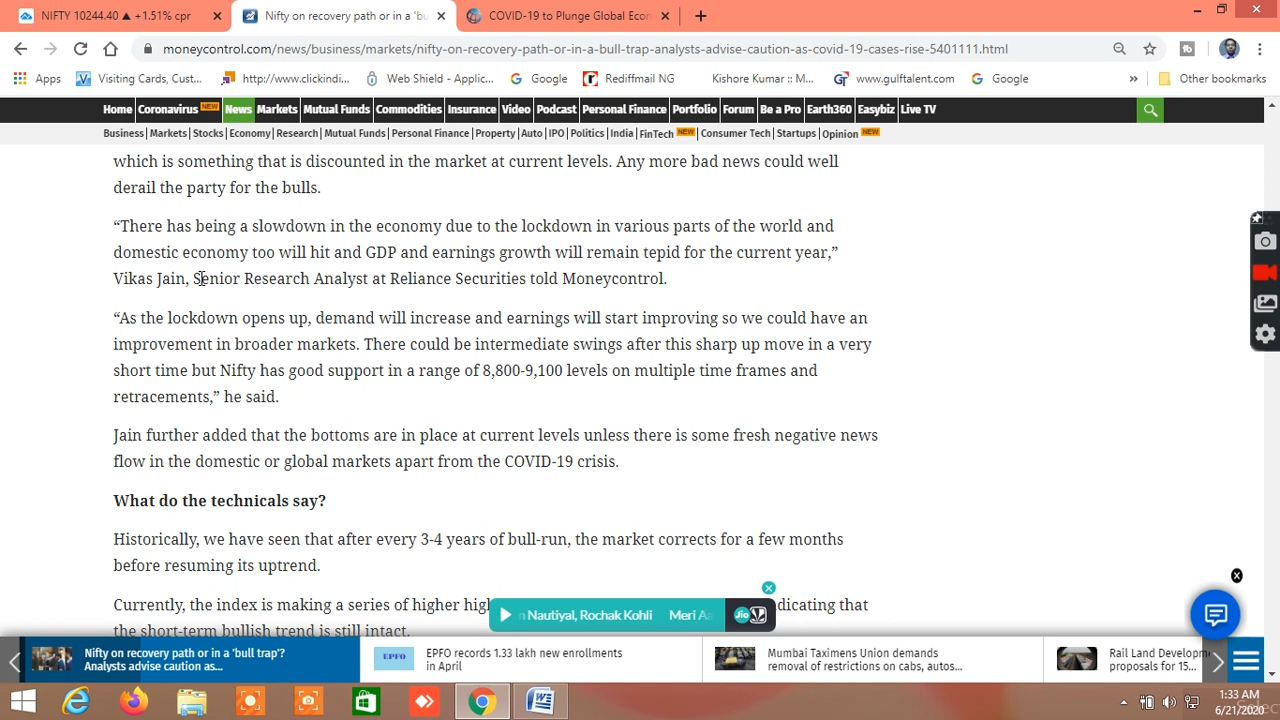 NIFTY 10244.40 ▲ +1.51% cpr
Nifty on recovery path or in a 'bu
COVID-19 to Plunge Global Econ
moneycontrol.com/news/business/markets/nifty-on-recovery-path-or-in-a-bull-trap-analysts-advise-caution-as-covid-19-cases-rise-5401111.html
Apps Visiting Cards, Cust... http://www.clickindi... Web Shield - Applic... Google Rediffmail NG Kishore Kumar :: M... www.gulftalent.com Google » Other bookmarks
Home Coronavirus NEW News Markets Mutual Funds Commodities Insurance Video Podcast Personal Finance Portfolio Forum Be a Pro Earth360 Easybiz Live TV
Business | Markets | Stocks | Economy | Research | Mutual Funds | Personal Finance | Property | Auto | IPO | Politics | India | FinTech NEW | Consumer Tech | Startups | Opinion NEW
which is something that is discounted in the market at current levels. Any more bad news could well
derail the party for the bulls.
“There has being a slowdown in the economy due to the lockdown in various parts of the world and
domestic economy too will hit and GDP and earnings growth will remain tepid for the current year,”
Vikas Jain, Senior Research Analyst at Reliance Securities told Moneycontrol.
“As the lockdown opens up, demand will increase and earnings will start improving so we could have an
improvement in broader markets. There could be intermediate swings after this sharp up move in a very
short time but Nifty has good support in a range of 8,800-9,100 levels on multiple time frames and
retracements,” he said.
Jain further added that the bottoms are in place at current levels unless there is some fresh negative news
flow in the domestic or global markets apart from the COVID-19 crisis.
What do the technicals say?
Historically, we have seen that after every 3-4 years of bull-run, the market corrects for a few months
before resuming its uptrend.
Currently, the index is making a series of higher high dicating that
n Nautiyal, Rochak Kohli Meri Aa Jio
the short-term bullish trend is still intact.
Nifty on recovery path or in a 'bull trap'?
Analysts advise caution as...
EPFO
EPFO records 1.33 lakh new enrollments
in April
Mumbai Taximens Union demands
removal of restrictions on cabs, autos...
Rail Land Developm
proposals for 15...
1:33 AM
6/21/2020